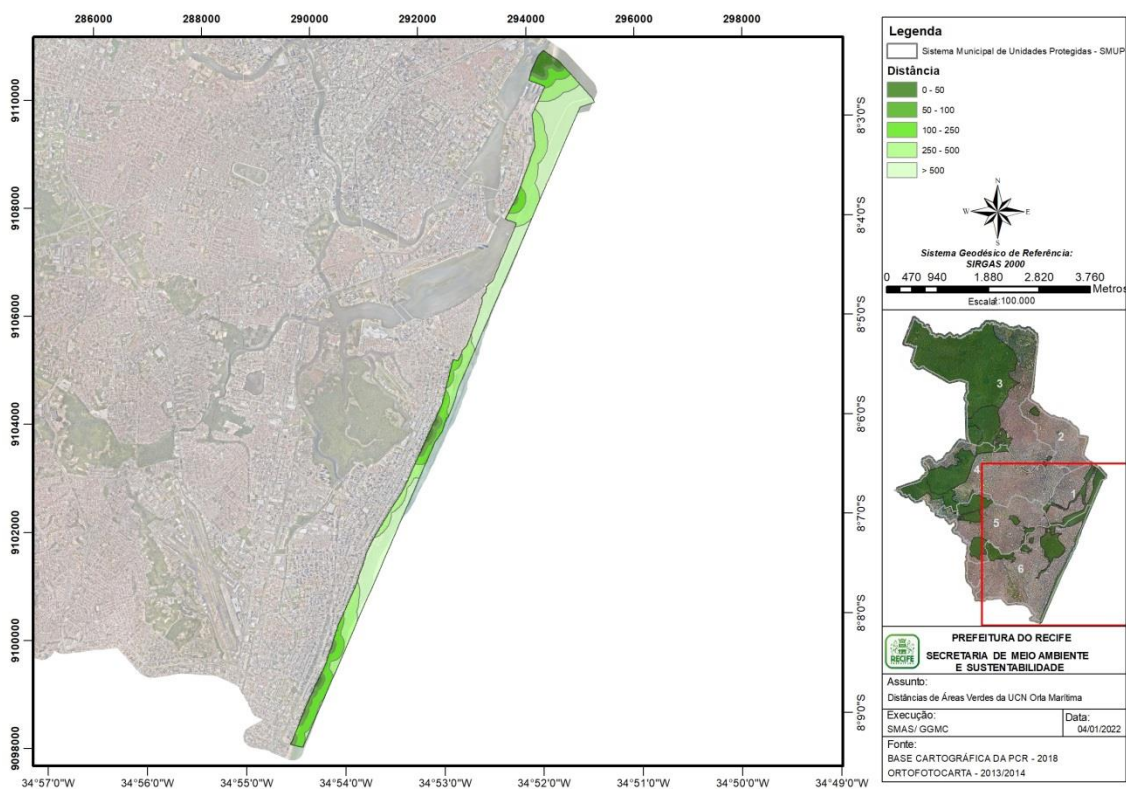 286000 288000 290000 292000 294000 296000 298000
9110000
9108000
9106000
9104000
9102000
9100000
9098000
8°3'0"S
8°4'0"S
8°5'0"S
8°6'0"S
8°7'0"S
8°8'0"S
8°9'0"S
34°57'0"W 34°56'0"W 34°55'0"W 34°54'0"W 34°53'0"W 34°52'0"W 34°51'0"W 34°50'0"W 34°49'0"W
Legenda
Sistema Municipal de Unidades Protegidas - SMUP
Distância
0 - 50
50 - 100
100 - 250
250 - 500
> 500
N
W E
S
Sistema Geodésico de Referência:
SIRGAS 2000
0 470 940 1.880 2.820 3.760
Metros
Escala:100.000
3
2
4
1
5
6
RECIFE
PREFEITURA DO RECIFE
SECRETARIA DE MEIO AMBIENTE
E SUSTENTABILIDADE
Assunto:
Distâncias de Áreas Verdes da UCN Orla Marítima
Execução:
SMAS/ GGMC
Data:
04/01/2022
Fonte:
BASE CARTOGRÁFICA DA PCR - 2018
ORTOFOTOCARTA - 2013/2014